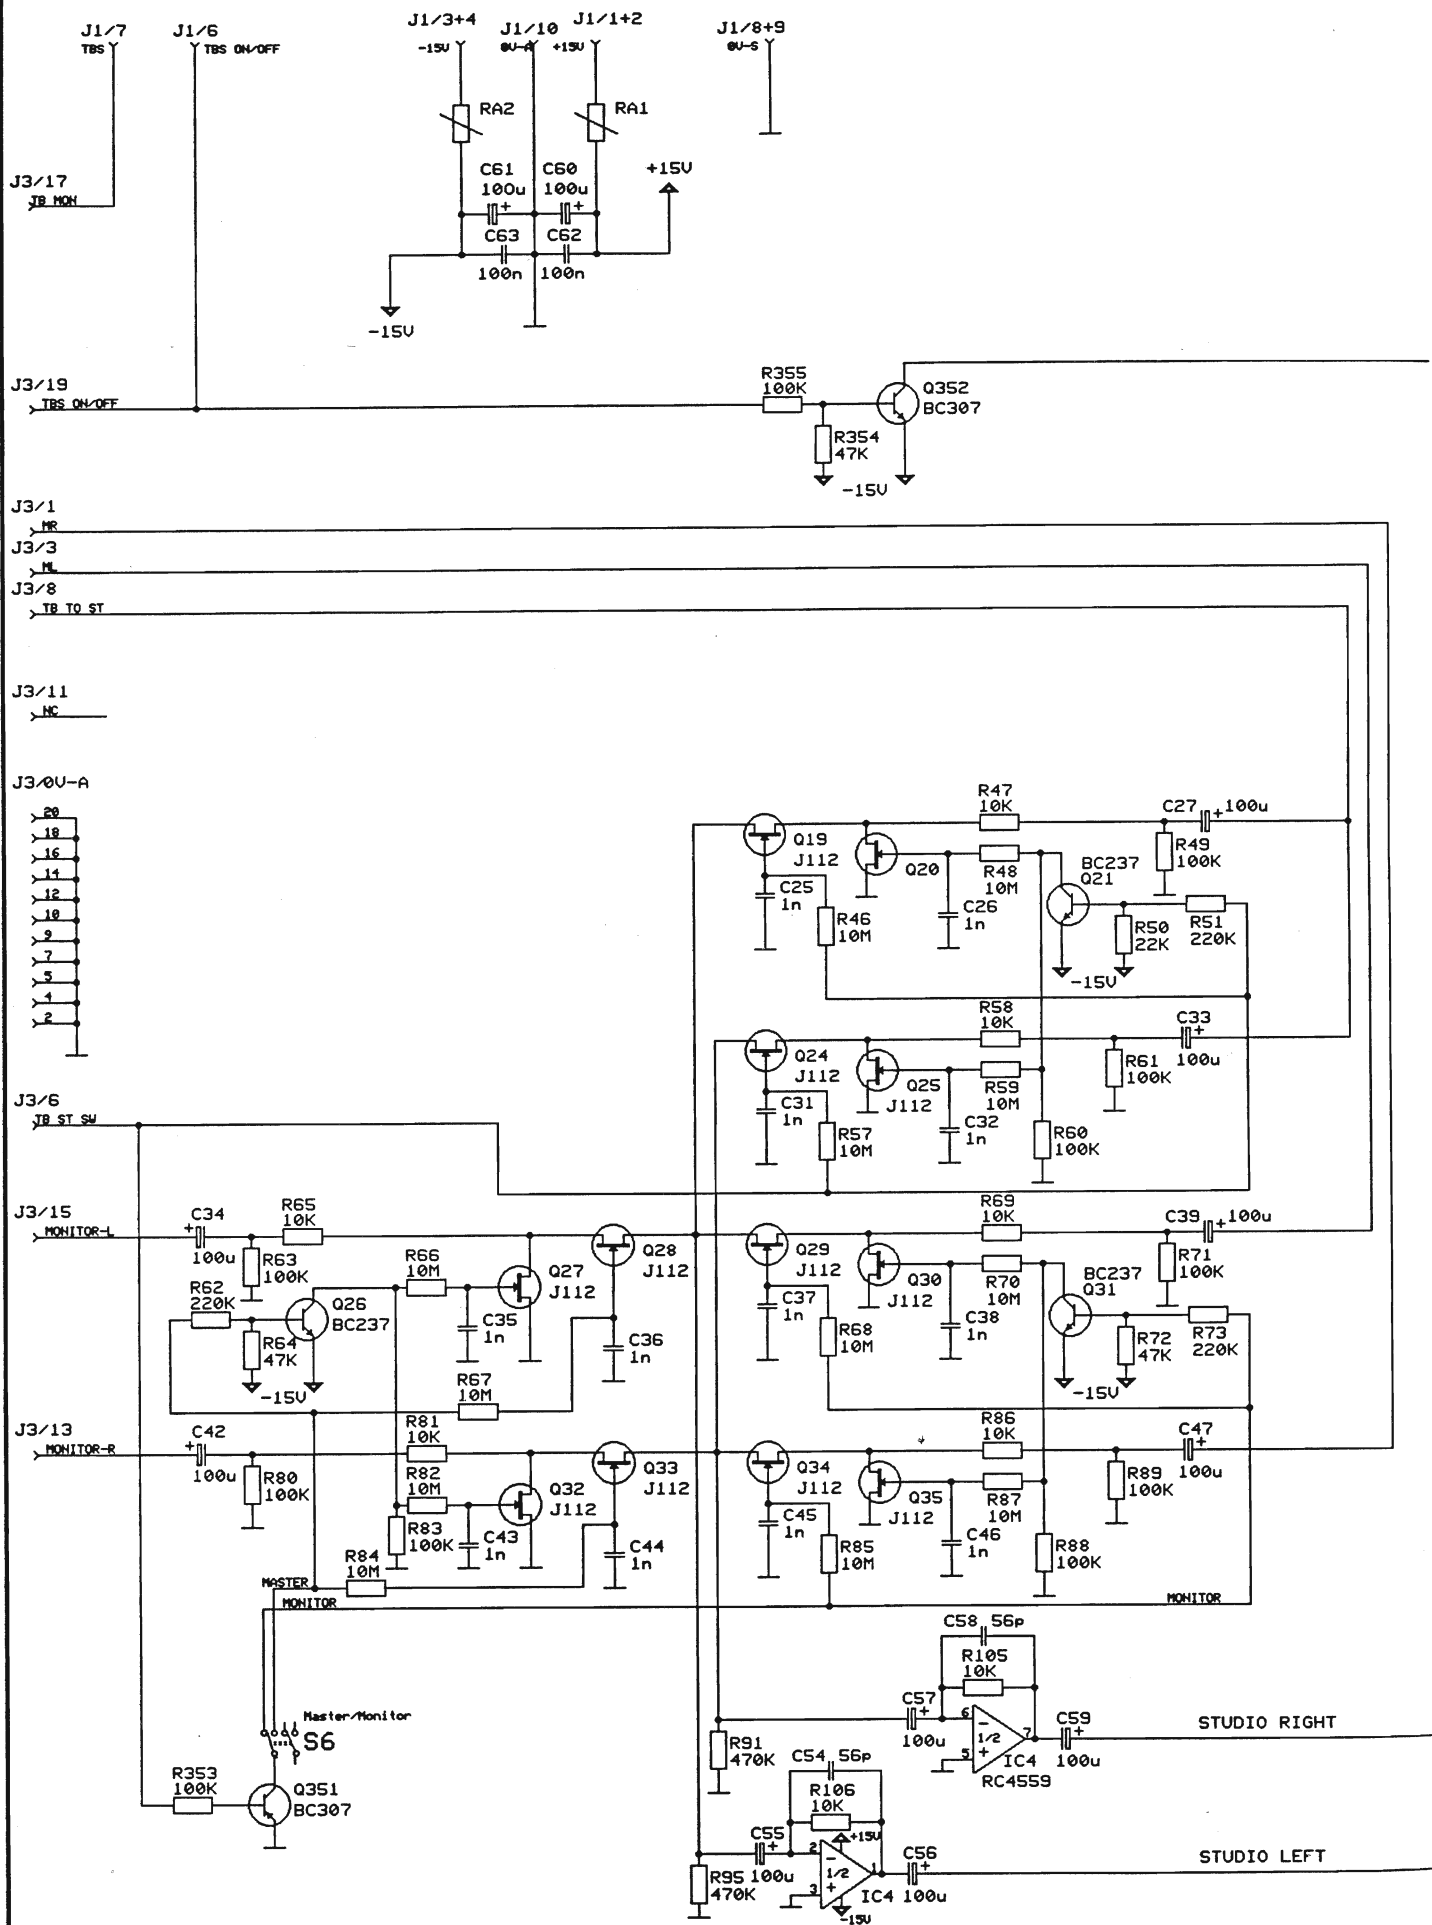 J1/7
TBS
J1/6
TBS ON/OFF
J1/3+4
-15V
J1/10
0V-A
J1/1+2
+15V
J1/8+9
0V-S
RA2
RA1
J3/17
TB MON
C61
100u
C60
100u
+15V
C63
100n
C62
100n
-15V
J3/19
TBS ON/OFF
R355
100K
Q352
BC307
R354
47K
-15V
J3/1
MR
J3/3
ML
J3/8
TB TO ST
J3/11
NC
J3/0V-A
20
18
16
14
12
10
9
7
5
4
2
R47
10K
C27
100u
Q19
J112
Q20
R48
10M
BC237
Q21
R49
100K
C25
1n
R46
10M
C26
1n
R50
22K
R51
220K
-15V
R58
10K
C33
100u
Q24
J112
Q25
J112
R59
10M
R61
100K
C31
1n
R57
10M
C32
1n
R60
100K
J3/6
TB ST SW
J3/15
MONITOR-L
C34
100u
R65
10K
R63
100K
R62
220K
Q26
BC237
R64
47K
-15V
R66
10M
Q27
J112
Q28
J112
C35
1n
C36
1n
R67
10M
R69
10K
C39
100u
Q29
J112
Q30
J112
R70
10M
BC237
Q31
R71
100K
C37
1n
R68
10M
C38
1n
R72
47K
R73
220K
-15V
J3/13
MONITOR-R
C42
100u
R80
100K
R81
10K
R82
10M
R83
100K
Q32
J112
Q33
J112
C43
1n
C44
1n
R84
10M
R86
10K
C47
100u
Q34
J112
Q35
J112
R87
10M
R89
100K
C45
1n
R85
10M
C46
1n
R88
100K
MASTER
MONITOR
MONITOR
Master/Monitor
S6
R353
100K
Q351
BC307
C58 56p
R105
10K
C57
100u
6
5
7
1/2
IC4
RC4559
C59
100u
STUDIO RIGHT
R91
470K
C54 56p
R106
10K
+15V
C55
100u
2
3
1
1/2
IC4
-15V
C56
100u
STUDIO LEFT
R95
470K